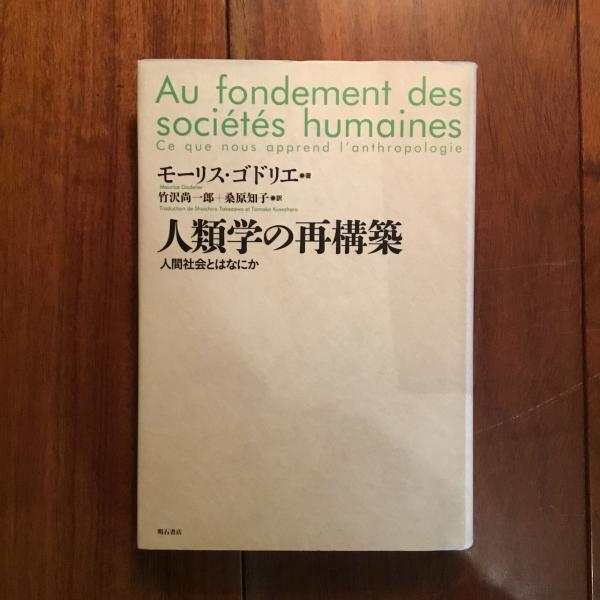 Au fondement des
sociétés humaines
Ce que nous apprend l'anthropologie
モーリス・ゴドリエ●著
Maurice Godelier
竹沢尚一郎+桑原知子●訳
Traduction de Shoichiro Takezawa et Tomoko Kuwahara
人類学の再構築
人間社会とはなにか
明石書店